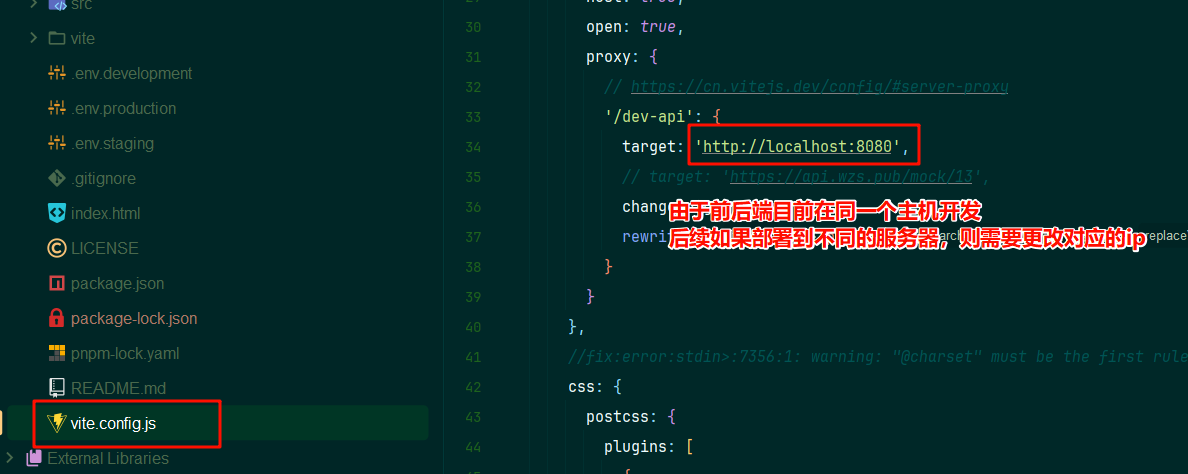 src
vite
.env.development
.env.production
.env.staging
.gitignore
index.html
LICENSE
package.json
package-lock.json
pnpm-lock.yaml
README.md
vite.config.js
External Libraries
30 open: true,
31 proxy: {
32 // https://cn.vitejs.dev/config/#server-proxy
33 '/dev-api': {
34 target: 'http://localhost:8080',
35 // target: 'https://api.wzs.pub/mock/13',
36 chang
由于前后端目前在同一个主机开发
37 rewri
后续如果部署到不同的服务器，则需要更改对应的ip
replace
38 }
39 }
40 },
41 //fix:error:stdin>:7356:1: warning: "@charset" must be the first rule
42 css: {
43 postcss: {
44 plugins: [